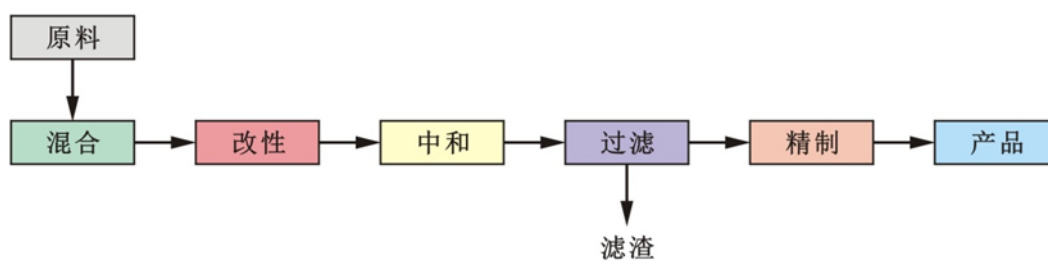 原料
混合 改性 中和 过滤 精制 产品
滤渣